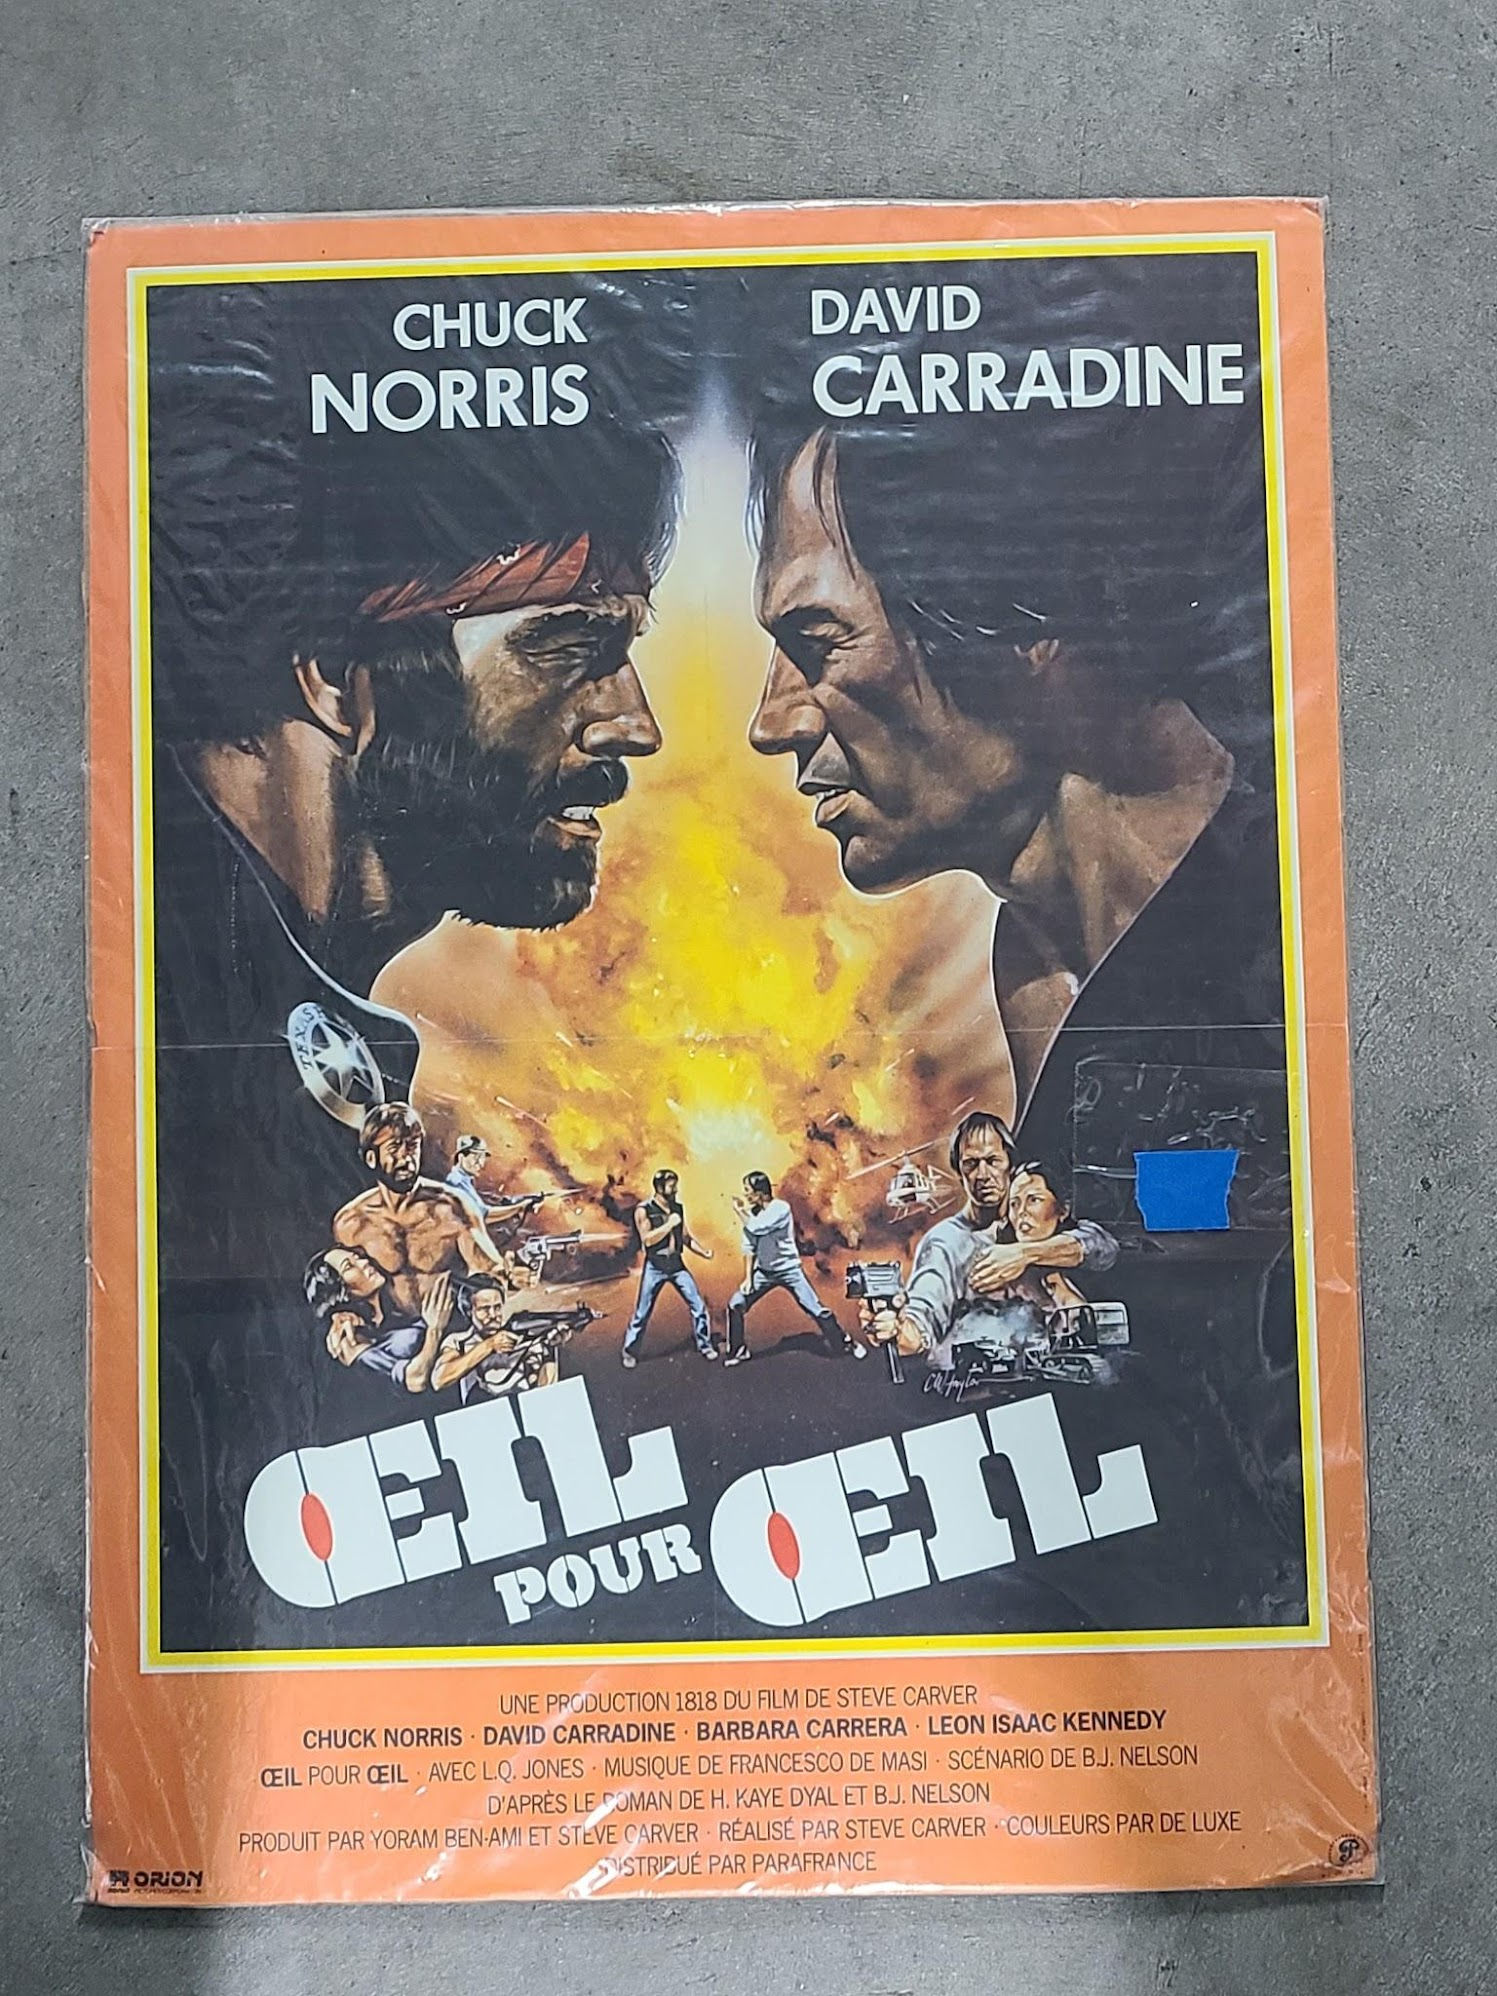 CHUCK
NORRIS
DAVID
CARRADINE
TEXAS
ŒIL
POUR
ŒIL
UNE PRODUCTION 1818 DU FILM DE STEVE CARVER
CHUCK NORRIS · DAVID CARRADINE · BARBARA CARRERA · LEON ISAAC KENNEDY
ŒIL POUR ŒIL · AVEC L.Q. JONES · MUSIQUE DE FRANCESCO DE MASI · SCÉNARIO DE B.J. NELSON
D'APRÈS LE ROMAN DE H. KAYE DYAL ET B.J. NELSON
PRODUIT PAR YORAM BEN-AMI ET STEVE CARVER · RÉALISÉ PAR STEVE CARVER · COULEURS PAR DE LUXE
DISTRIBUÉ PAR PARAFRANCE
ORION